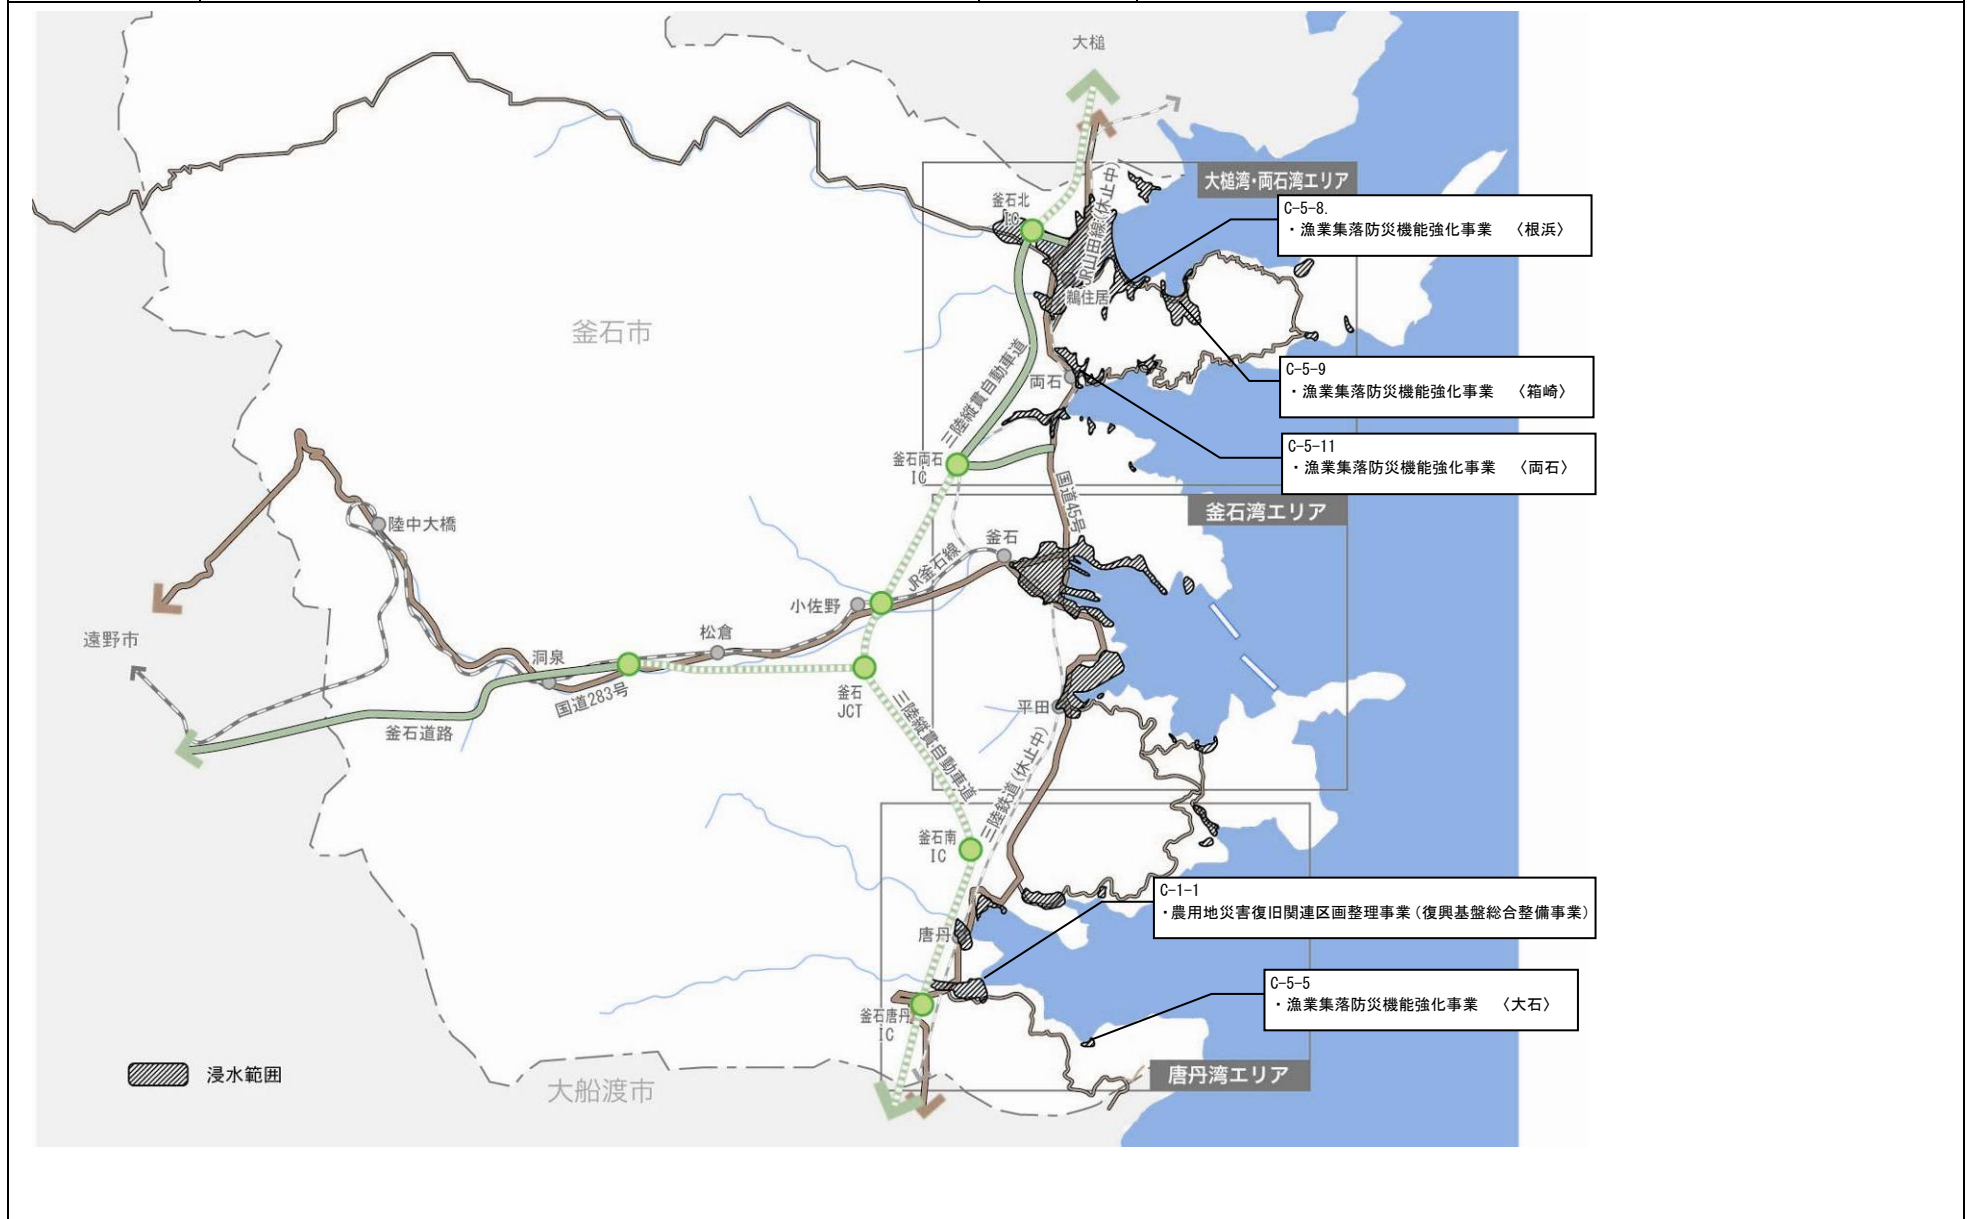 大槌
大槌湾・両石湾エリア
釜石北
IC
JR山田線(休止中)
C-5-8.
・漁業集落防災機能強化事業 〈根浜〉
鵜住居
釜石市
三陸縦貫自動車道
両石
C-5-9
・漁業集落防災機能強化事業 〈箱崎〉
C-5-11
・漁業集落防災機能強化事業 〈両石〉
釜石両石
IC
国道45号
釜石湾エリア
陸中大橋
釜石
JR釜石線
小佐野
遠野市
松倉
洞泉
国道283号
釜石道路
釜石
JCT
三陸縦貫自動車道
平田
三陸鉄道(休止中)
釜石南
IC
C-1-1
・農用地災害復旧関連区画整理事業(復興基盤総合整備事業)
唐丹
C-5-5
・漁業集落防災機能強化事業 〈大石〉
釜石唐丹
IC
唐丹湾エリア
浸水範囲
大船渡市